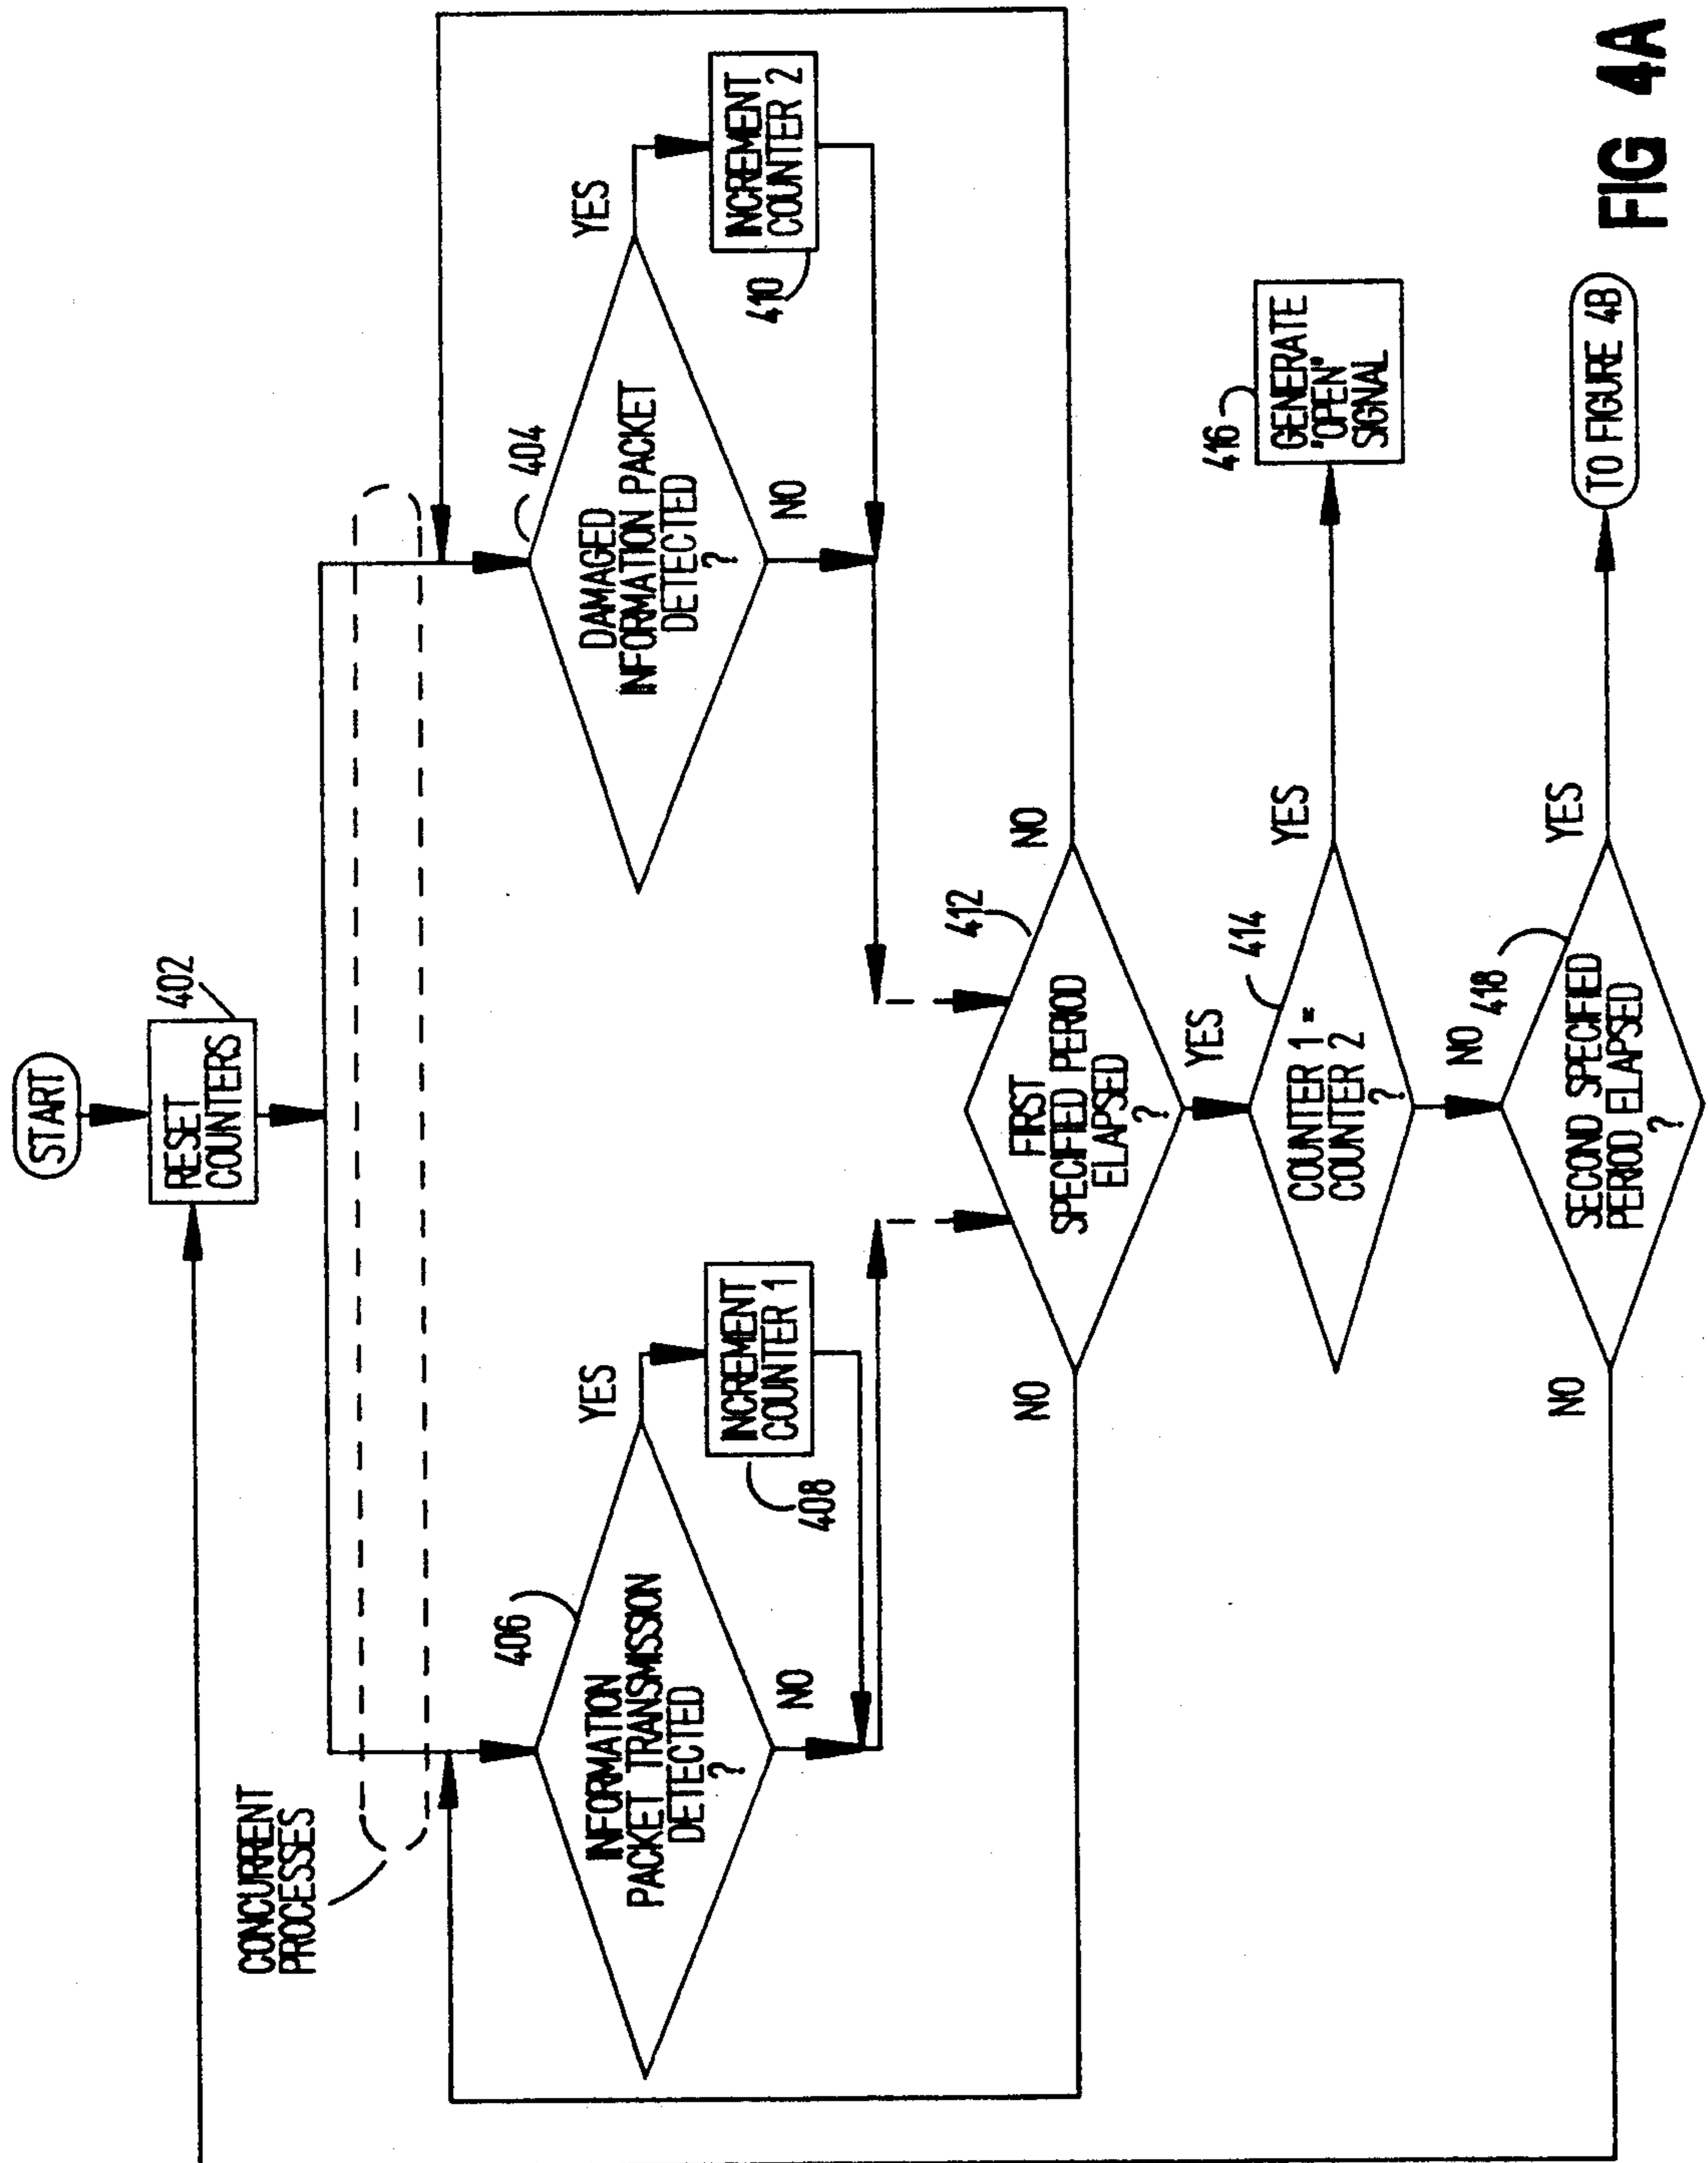 START
402
RESET
COUNTERS
CONCURRENT
PROCESSES
406
INFORMATION
PACKET TRANSMISSION
DETECTED
?
YES
NO
INCREMENT
COUNTER 1
408
404
DAMAGED
INFORMATION PACKET
DETECTED
?
YES
NO
INCREMENT
COUNTER 2
410
412
FIRST
SPECIFIED PERIOD
ELAPSED
?
NO
NO
YES
414
COUNTER 1 =
COUNTER 2
?
YES
NO
416
GENERATE
'OPEN'
SIGNAL
418
SECOND SPECIFIED
PERIOD ELAPSED
?
NO
YES
TO FIGURE 4B
FIG 4A